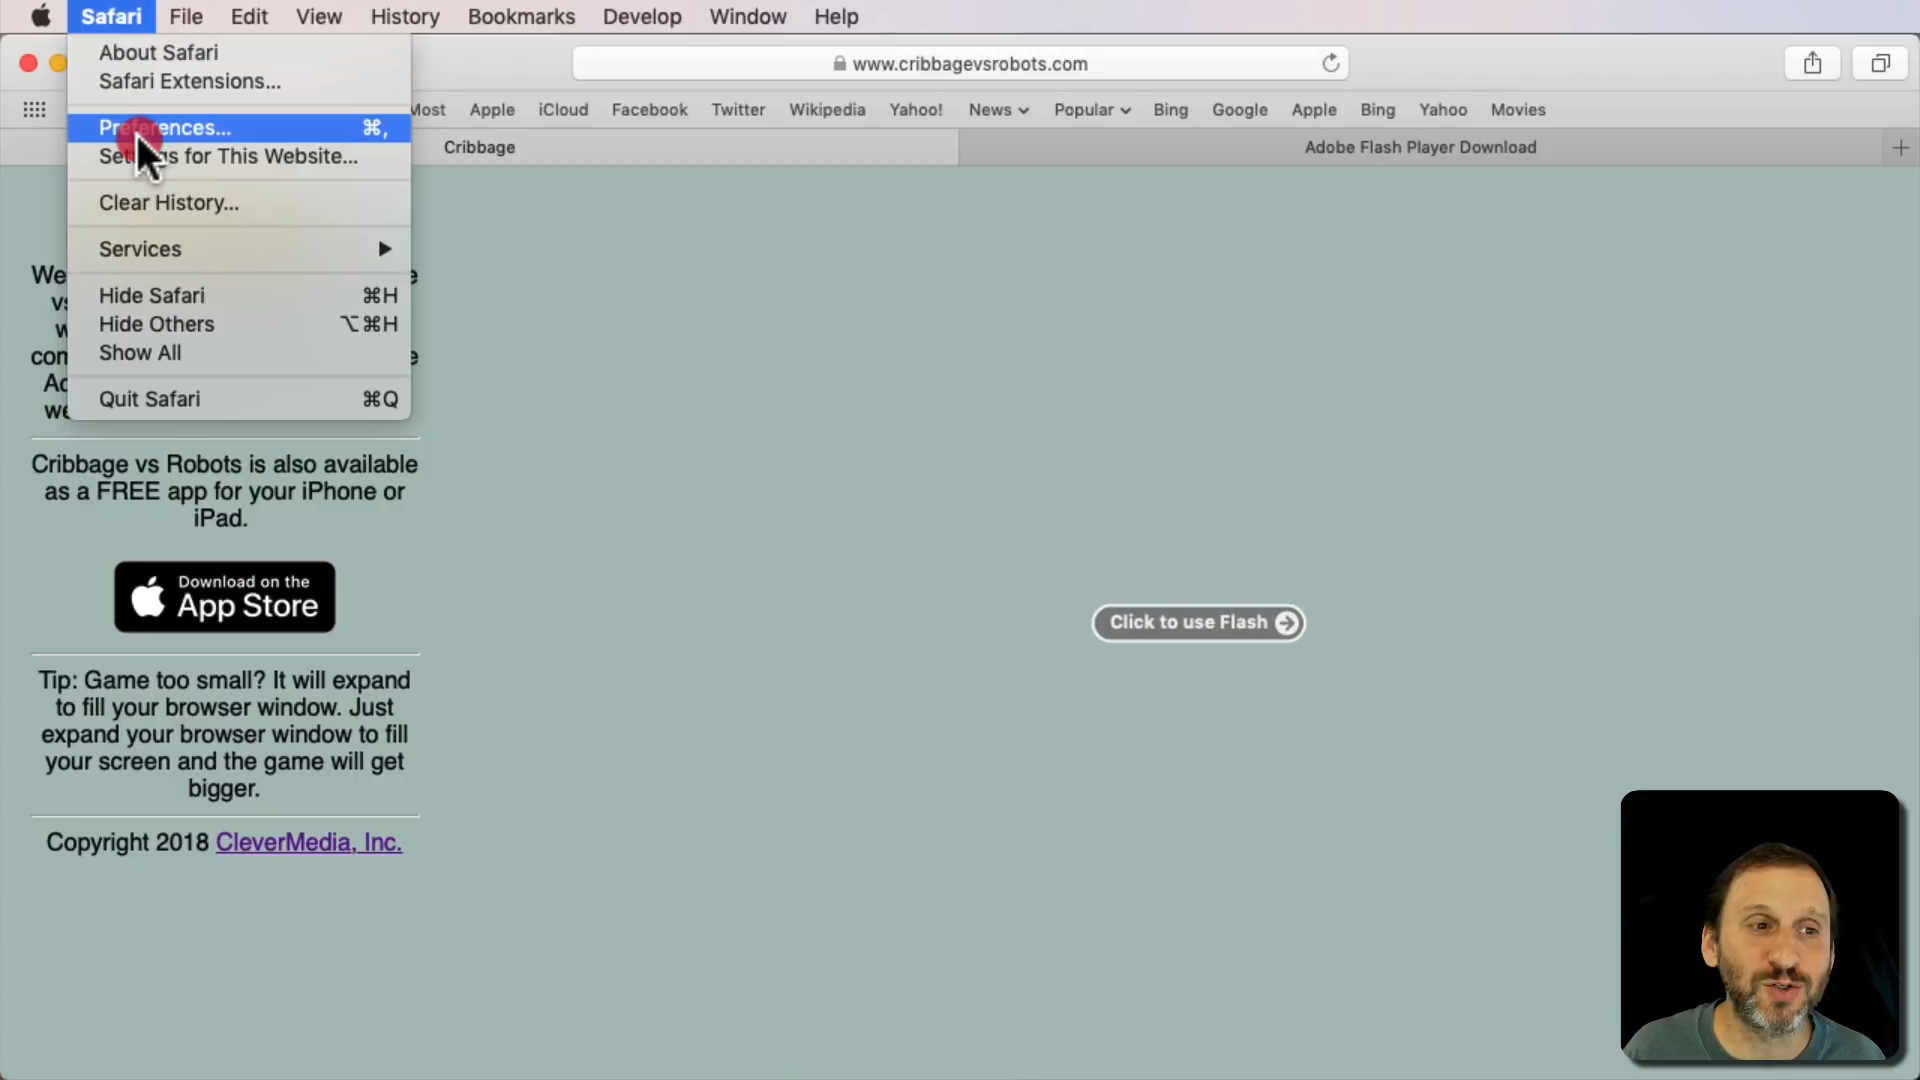 Safari File Edit View History Bookmarks Develop Window Help
About Safari
Safari Extensions...
Preferences... ⌘,
Settings for This Website...
Clear History...
Services ▶
Hide Safari ⌘H
Hide Others ⌥⌘H
Show All
Quit Safari ⌘Q
www.cribbagevsrobots.com
Apple iCloud Facebook Twitter Wikipedia Yahoo! News Popular Bing Google Apple Bing Yahoo Movies
Cribbage
Adobe Flash Player Download
Cribbage vs Robots is also available
as a FREE app for your iPhone or
iPad.
Download on the
App Store
Tip: Game too small? It will expand
to fill your browser window. Just
expand your browser window to fill
your screen and the game will get
bigger.
Copyright 2018 CleverMedia, Inc.
Click to use Flash